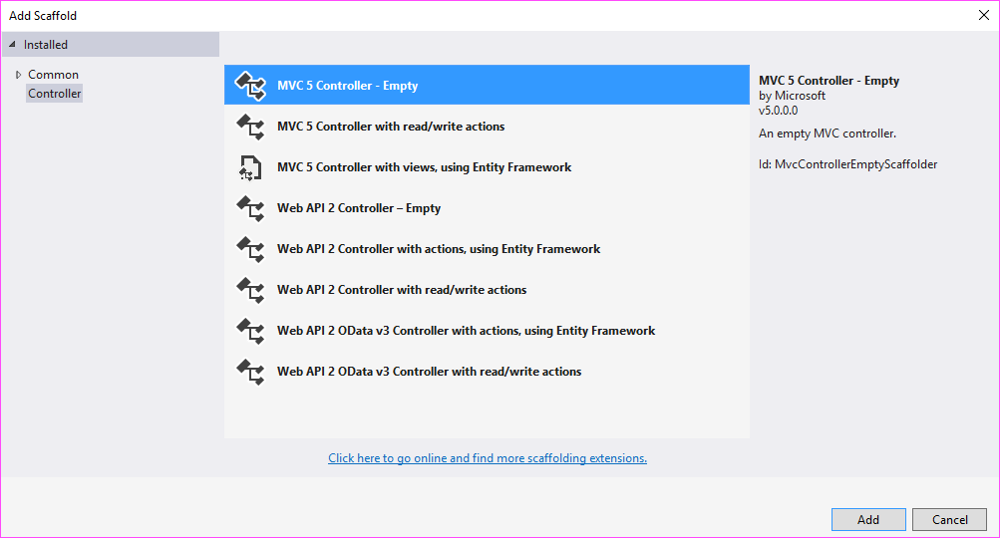 Add Scaffold
Installed
Common
Controller
MVC 5 Controller - Empty
MVC 5 Controller with read/write actions
MVC 5 Controller with views, using Entity Framework
Web API 2 Controller – Empty
Web API 2 Controller with actions, using Entity Framework
Web API 2 Controller with read/write actions
Web API 2 OData v3 Controller with actions, using Entity Framework
Web API 2 OData v3 Controller with read/write actions
Click here to go online and find more scaffolding extensions.
MVC 5 Controller - Empty
by Microsoft
v5.0.0.0
An empty MVC controller.
Id: MvcControllerEmptyScaffolder
Add
Cancel